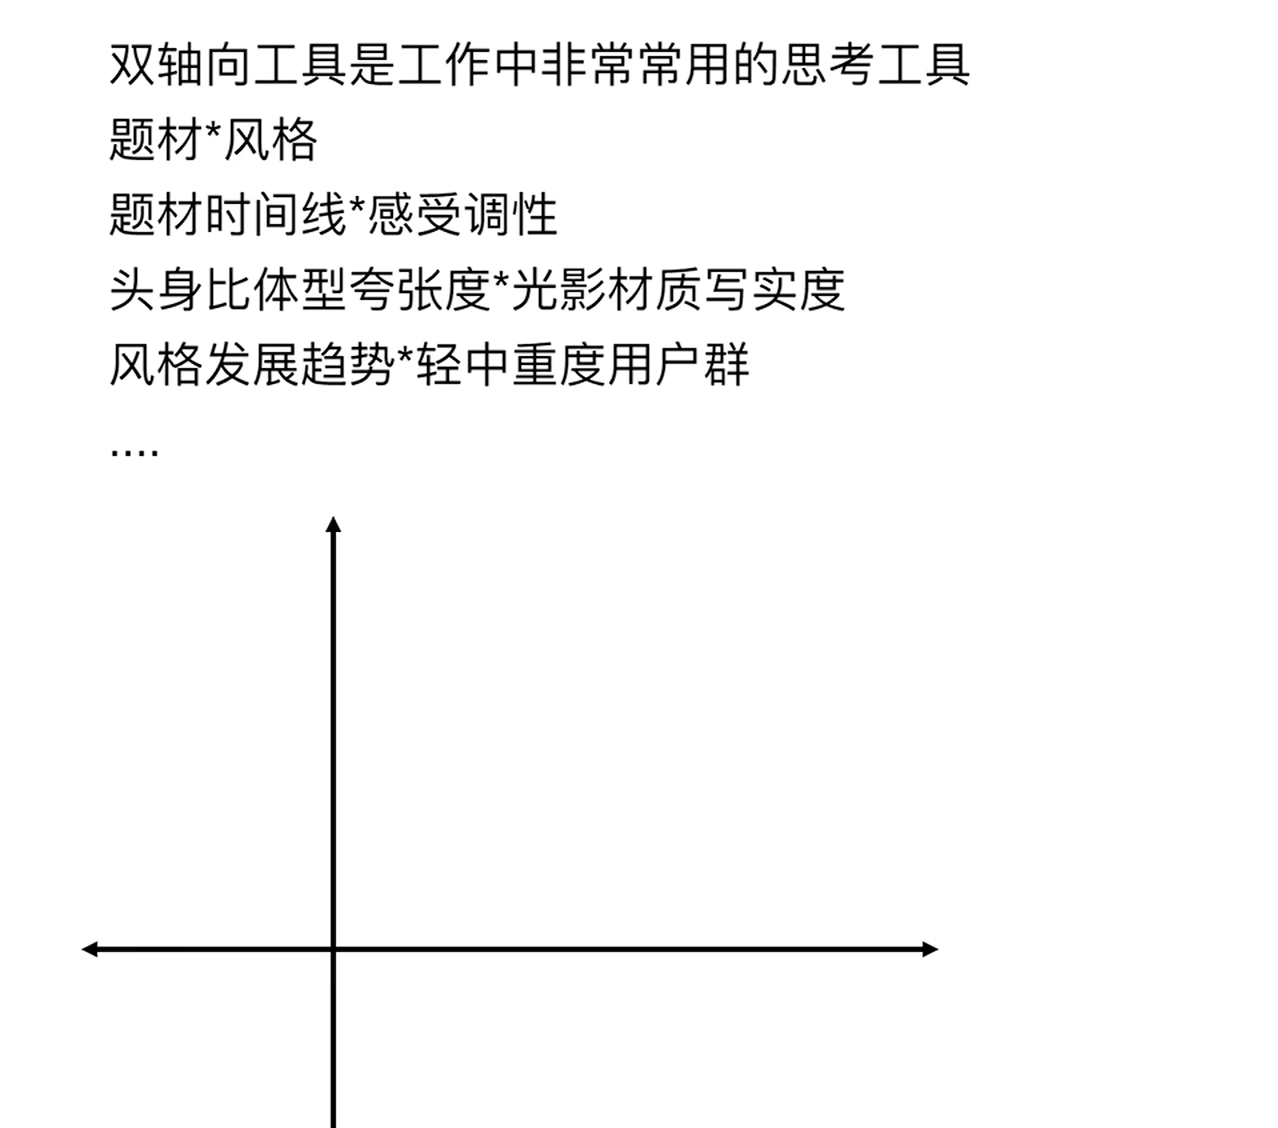 双轴向工具是工作中非常常用的思考工具
题材*风格
题材时间线*感受调性
头身比体型夸张度*光影材质写实度
风格发展趋势*轻中重度用户群
....